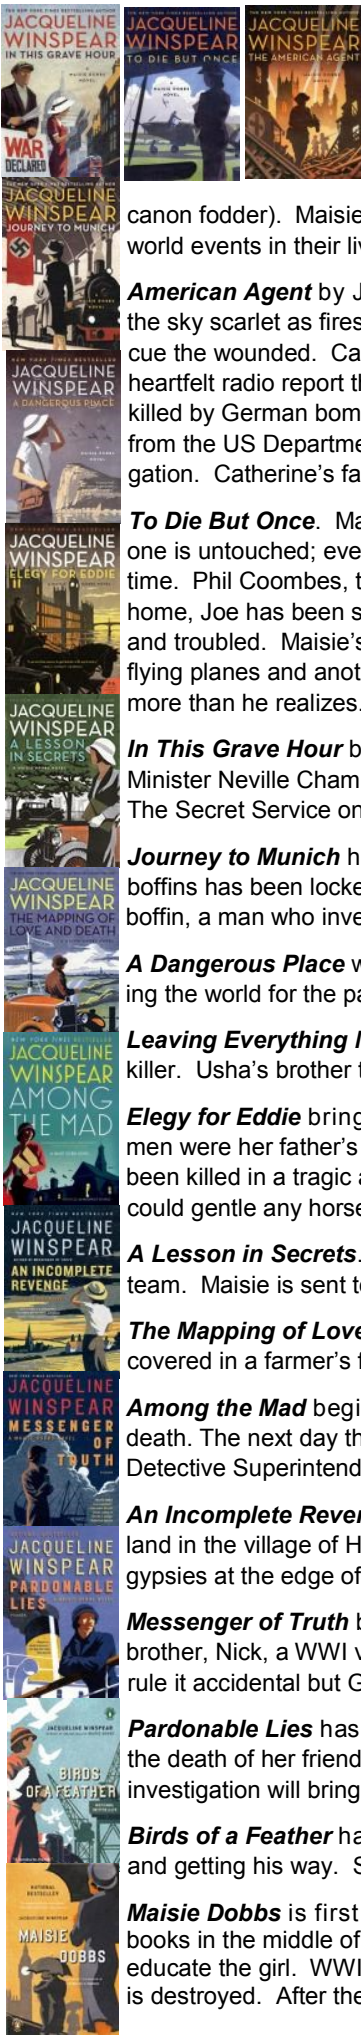 JACQUELINE
WINSPEAR
IN THIS GRAVE HOUR
A MAISIE DOBBS NOVEL
WAR
DECLARED
JACQUELINE
WINSPEAR
TO DIE BUT ONCE
A MAISIE DOBBS NOVEL
JACQUELINE
WINSPEAR
THE AMERICAN AGENT
JACQUELINE
WINSPEAR
JOURNEY TO MUNICH
canon fodder). Maisie
world events in their li
American Agent by J
the sky scarlet as fires
cue the wounded. Ca
heartfelt radio report th
killed by German bom
from the US Departme
gation. Catherine's fa
JACQUELINE
WINSPEAR
A DANGEROUS PLACE
To Die But Once. Ma
one is untouched; eve
time. Phil Coombes, t
home, Joe has been s
and troubled. Maisie's
flying planes and anot
more than he realizes.
JACQUELINE
WINSPEAR
ELEGY FOR EDDIE
JACQUELINE
WINSPEAR
A LESSON
IN SECRETS
In This Grave Hour b
Minister Neville Cham
The Secret Service on
Journey to Munich h
boffins has been locke
boffin, a man who inve
JACQUELINE
WINSPEAR
THE MAPPING OF
LOVE AND DEATH
A Dangerous Place w
ing the world for the pa
Leaving Everything
killer. Usha's brother t
JACQUELINE
WINSPEAR
AMONG
THE MAD
Elegy for Eddie bring
men were her father's
been killed in a tragic a
could gentle any horse
JACQUELINE
WINSPEAR
AN INCOMPLETE
REVENGE
A Lesson in Secrets.
team. Maisie is sent t
The Mapping of Love
covered in a farmer's f
JACQUELINE
WINSPEAR
MESSENGER
OF
TRUTH
Among the Mad begi
death. The next day th
Detective Superintend
An Incomplete Rever
land in the village of H
gypsies at the edge of
JACQUELINE
WINSPEAR
PARDONABLE
LIES
Messenger of Truth b
brother, Nick, a WWI v
rule it accidental but G
Pardonable Lies has
the death of her friend
investigation will bring
JACQUELINE WINSPEAR
BIRDS
OF A FEATHER
Birds of a Feather ha
and getting his way. S
NATIONAL
BESTSELLER
JACQUELINE WINSPEAR
MAISIE
DOBBS
Maisie Dobbs is first
books in the middle of
educate the girl. WWI
is destroyed. After the